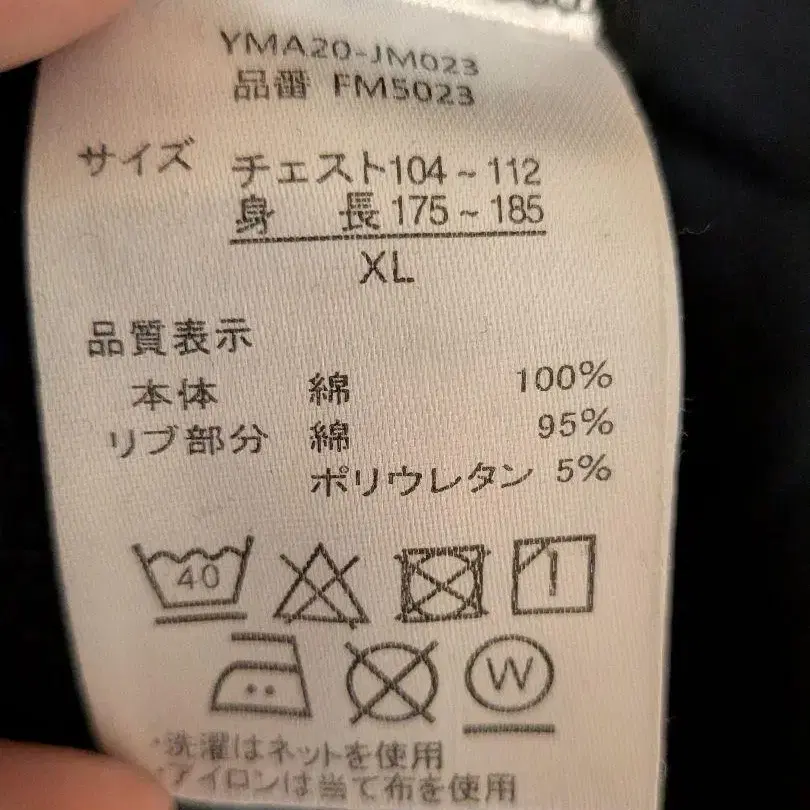 YMA20-JM023
品番 FM5023
サイズ チェスト104~112
身 長 175~185
XL
品質表示
本体 綿 100%
リブ部分 綿 95%
ポリウレタン 5%
40
W
・洗濯はネットを使用
・アイロンは当て布を使用